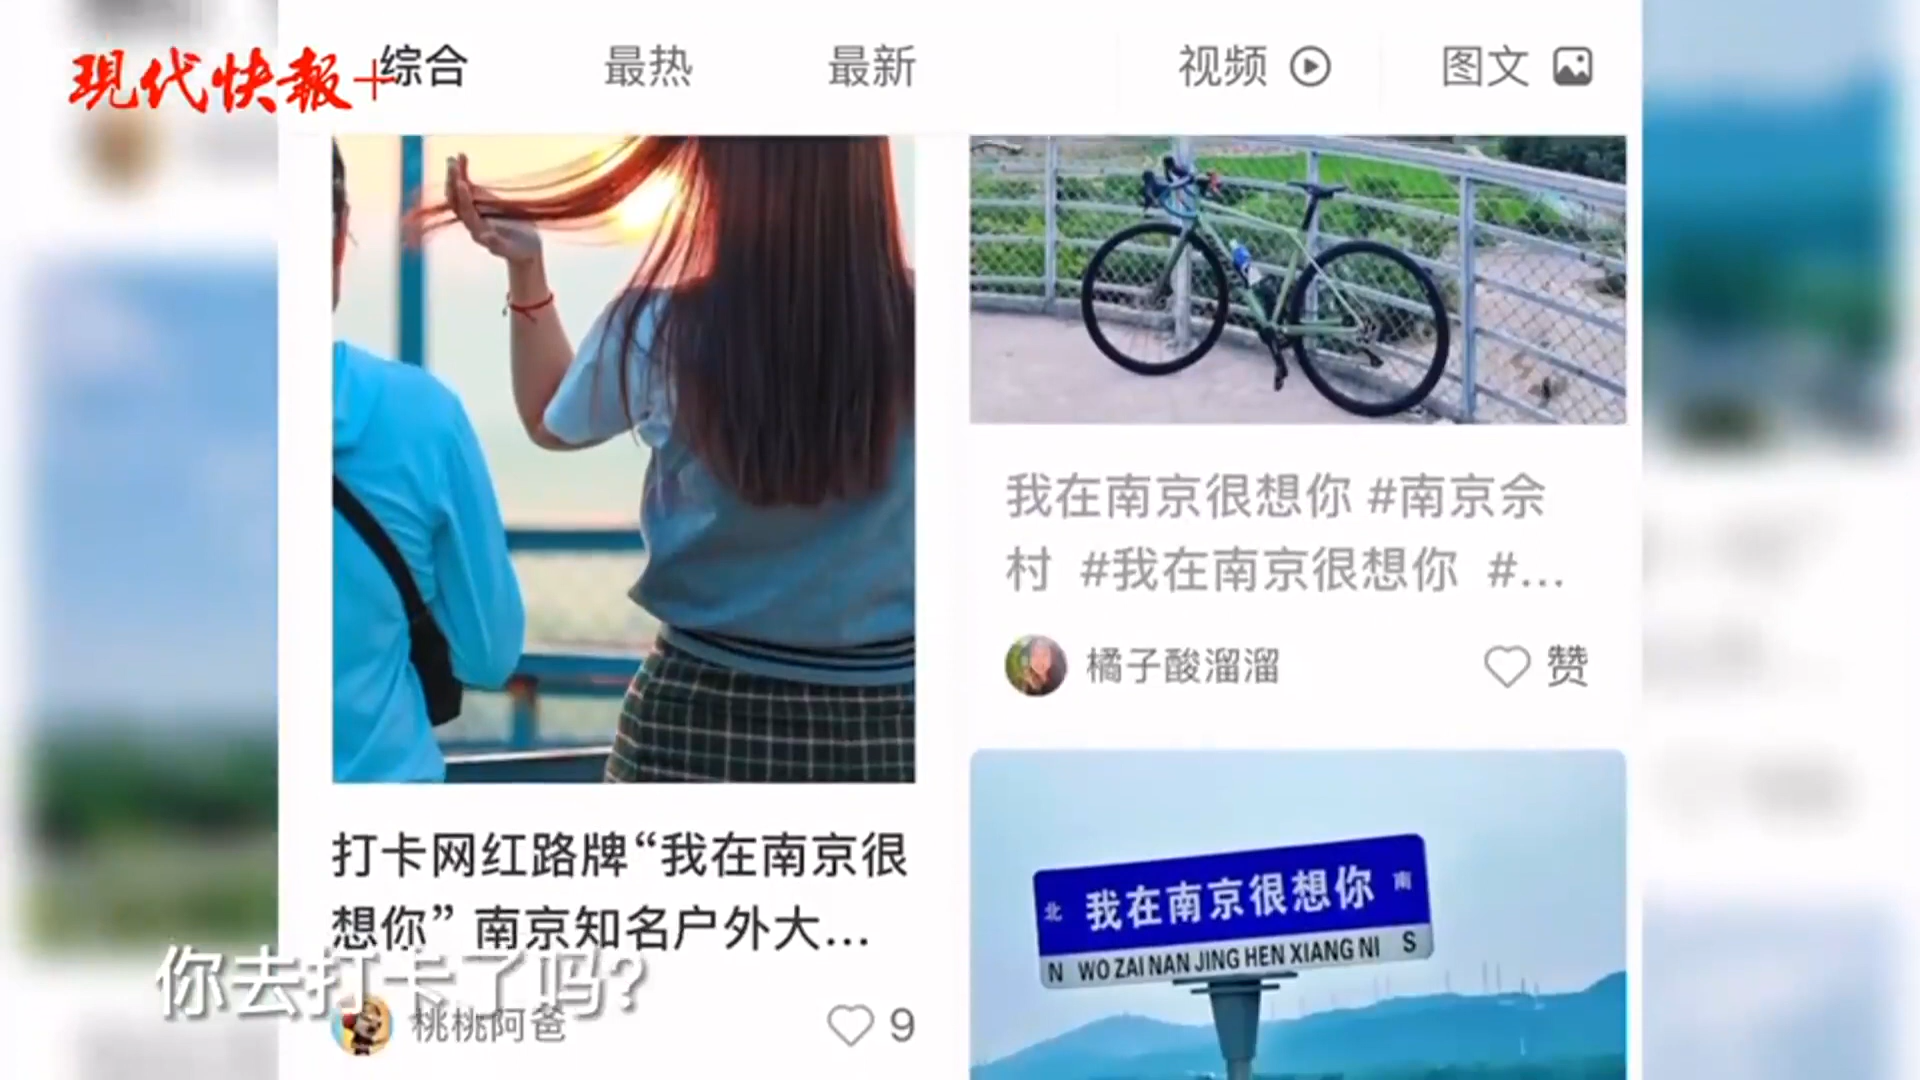 現代快報+
综合
最热
最新
视频
图文
打卡网红路牌“我在南京很
想你” 南京知名户外大...
桃桃阿爸
9
我在南京很想你 #南京佘
村 #我在南京很想你 #...
橘子酸溜溜
赞
北 我在南京很想你 南
N WO ZAI NAN JING HEN XIANG NI S
你去打卡了吗?